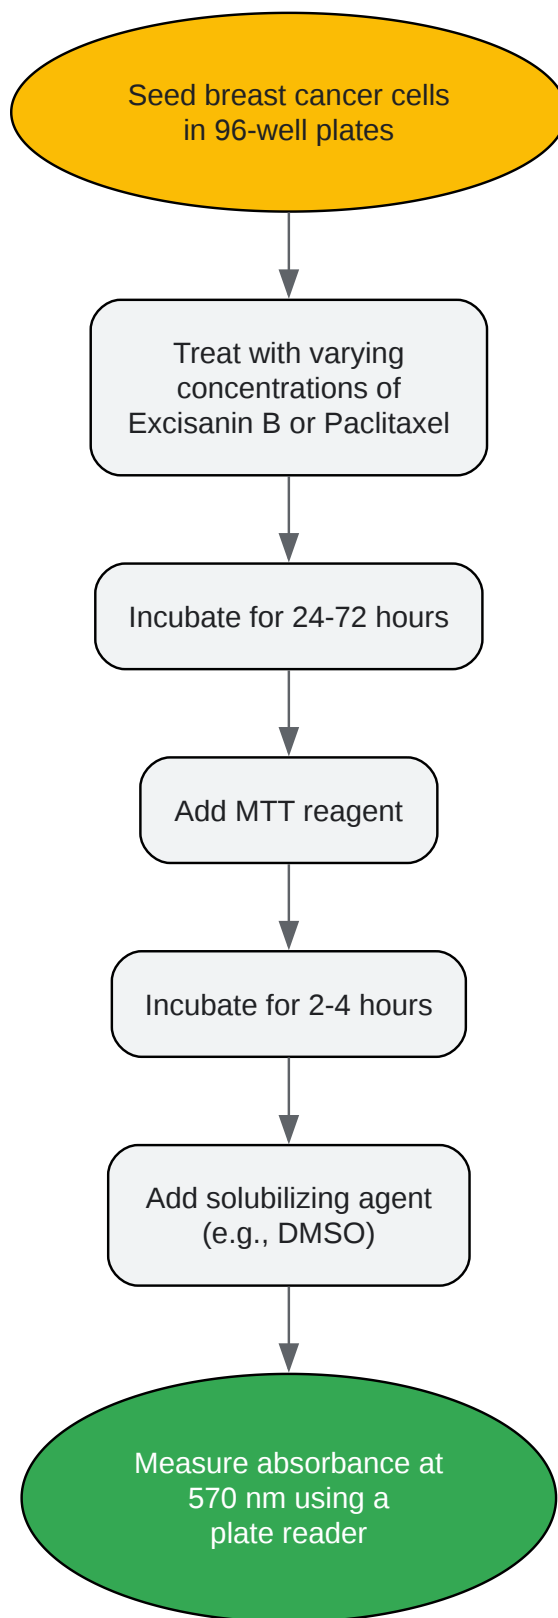 Seed breast cancer cells
in 96-well plates
Treat with varying
concentrations of
Excisanin B or Paclitaxel
Incubate for 24-72 hours
Add MTT reagent
Incubate for 2-4 hours
Add solubilizing agent
(e.g., DMSO)
Measure absorbance at
570 nm using a
plate reader